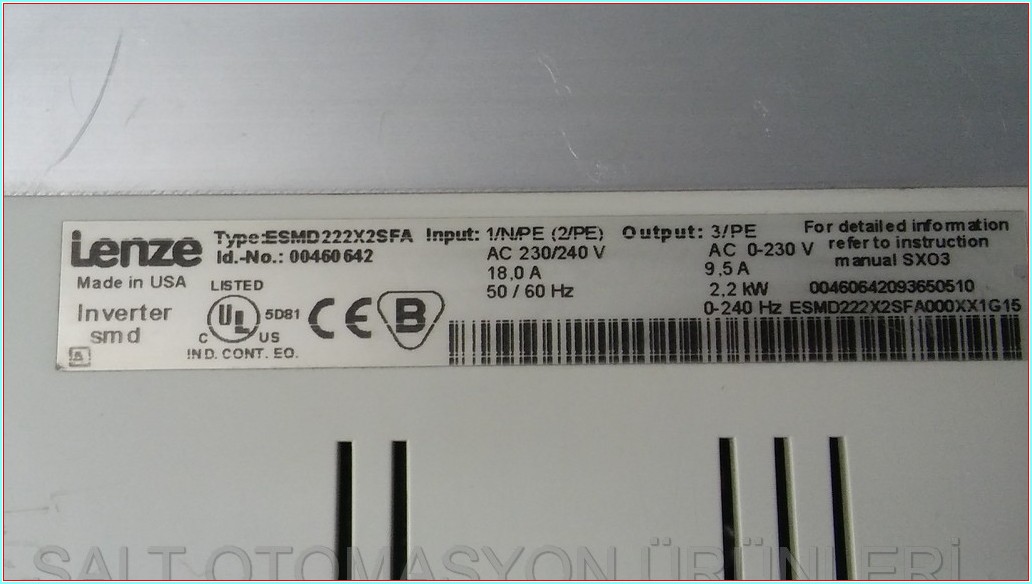 Lenze
Made in USA
Inverter
smd
Type:ESMD222X2SFA
Id.-No.: 00460642
LISTED
UL
C US
5D81
IND. CONT. EQ.
CE
B
Input: 1/N/PE (2/PE)
AC 230/240 V
18,0 A
50 / 60 Hz
Output: 3/PE
AC 0-230 V
9,5 A
2,2 kW
0-240 Hz
For detailed information
refer to instruction
manual SX03
00460642093650510
ESMD222X2SFA000XX1G15
SALT OTOMASYON ÜRÜNLERİ